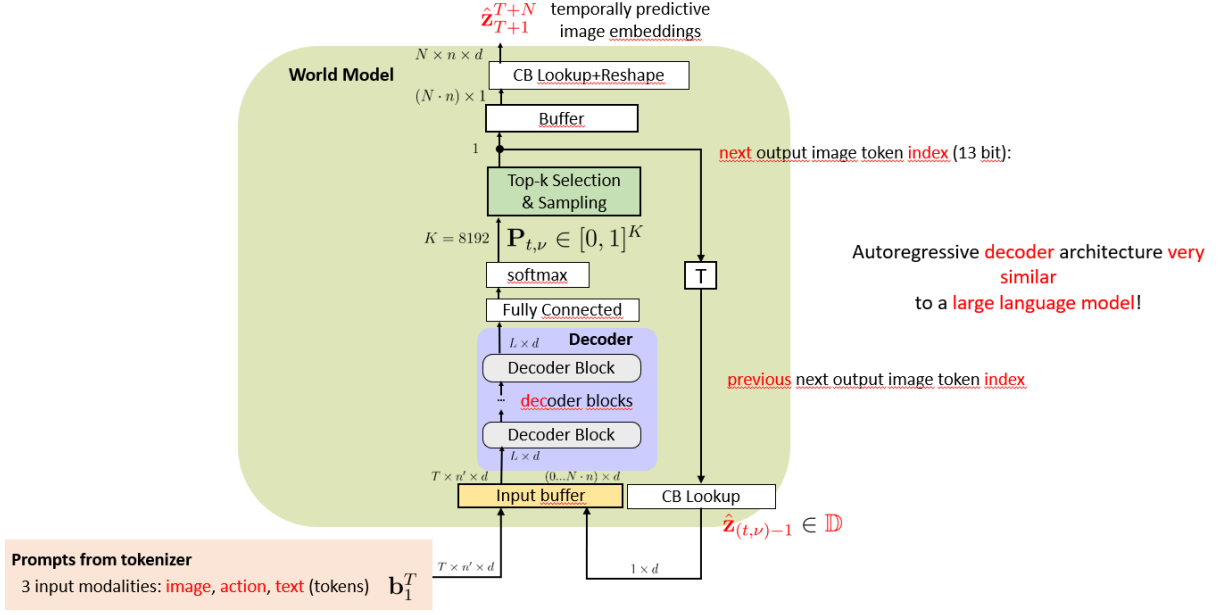 ẑ_{T+1}^{T+N} temporally predictive
image embeddings
N × n × d
World Model
CB Lookup+Reshape
(N · n) × 1
Buffer
1
next output image token index (13 bit):
Top-k Selection
& Sampling
K = 8192
P_{t,ν} ∈ [0, 1]^K
Autoregressive decoder architecture very
similar
to a large language model!
softmax
T
Fully Connected
Decoder
L × d
Decoder Block
previous next output image token index
... decoder blocks
Decoder Block
L × d
T × n′ × d
(0...N · n) × d
Input buffer
CB Lookup
ẑ_{(t,ν)−1} ∈ 𝔻
Prompts from tokenizer
3 input modalities: image, action, text (tokens) b_1^T
T × n′ × d
1 × d